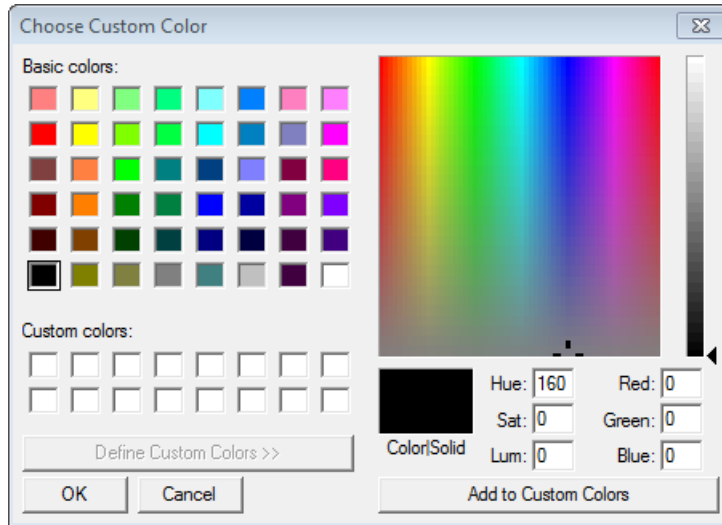 Choose Custom Color
Basic colors:
Custom colors:
Define Custom Colors >>
OK
Cancel
Color|Solid
Hue: 160
Sat: 0
Lum: 0
Red: 0
Green: 0
Blue: 0
Add to Custom Colors